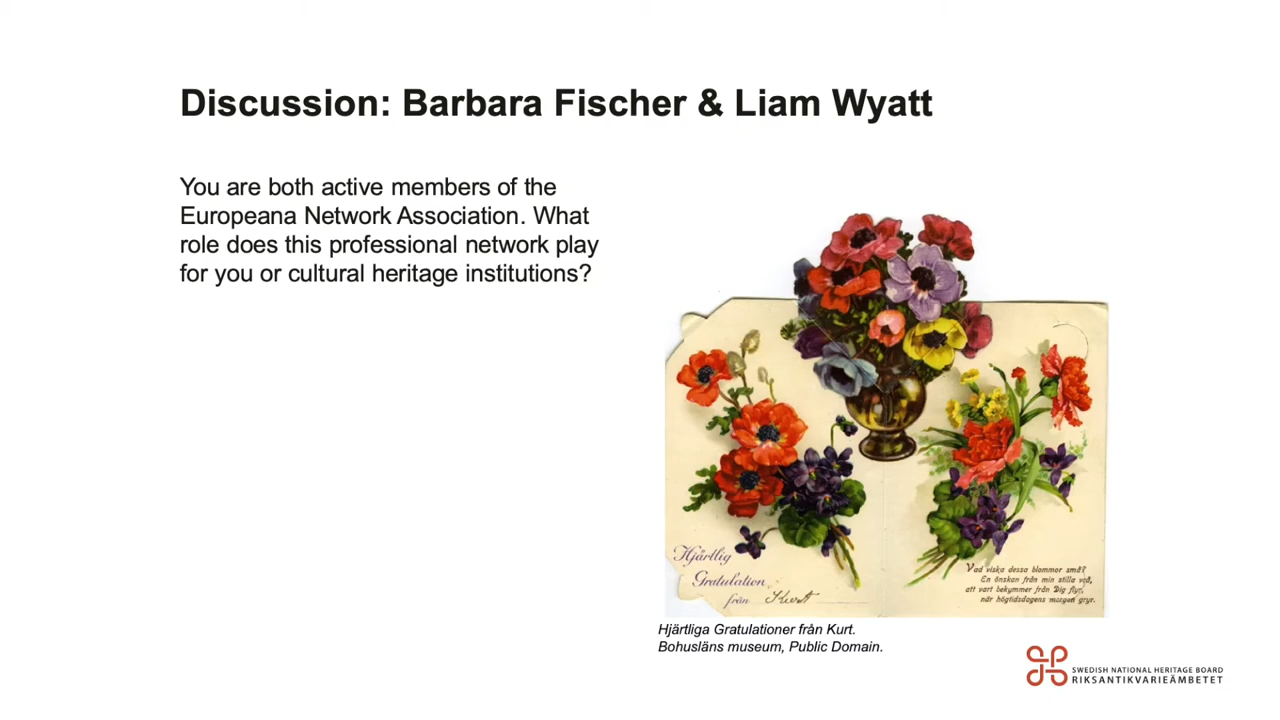 Discussion: Barbara Fischer & Liam Wyatt
You are both active members of the
Europeana Network Association. What
role does this professional network play
for you or cultural heritage institutions?
Hjärtlig
Gratulation
från Kurt
Vad viska dessa blommor små?
En önskan från min stilla vrå,
att vart bekymmer från Dig flyr,
när högtidsdagens morgon gryr.
Hjärtliga Gratulationer från Kurt.
Bohusläns museum, Public Domain.
SWEDISH NATIONAL HERITAGE BOARD
RIKSANTIKVARIEÄMBETET